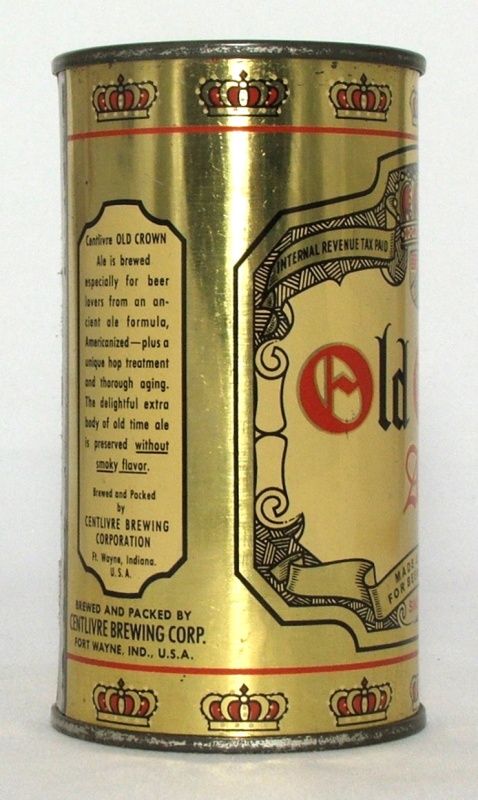 Centlivre OLD CROWN
Ale is brewed
especially for beer
lovers from an an-
cient ale formula,
Americanized—plus a
unique hop treatment
and thorough aging.
The delightful extra
body of old time ale
is preserved without
smoky flavor.
Brewed and Packed
by
CENTLIVRE BREWING
CORPORATION
Ft. Wayne, Indiana.
U.S.A.
BREWED AND PACKED BY
CENTLIVRE BREWING CORP.
FORT WAYNE, IND., U.S.A.
INTERNAL REVENUE TAX PAID
Old
MADE
FOR